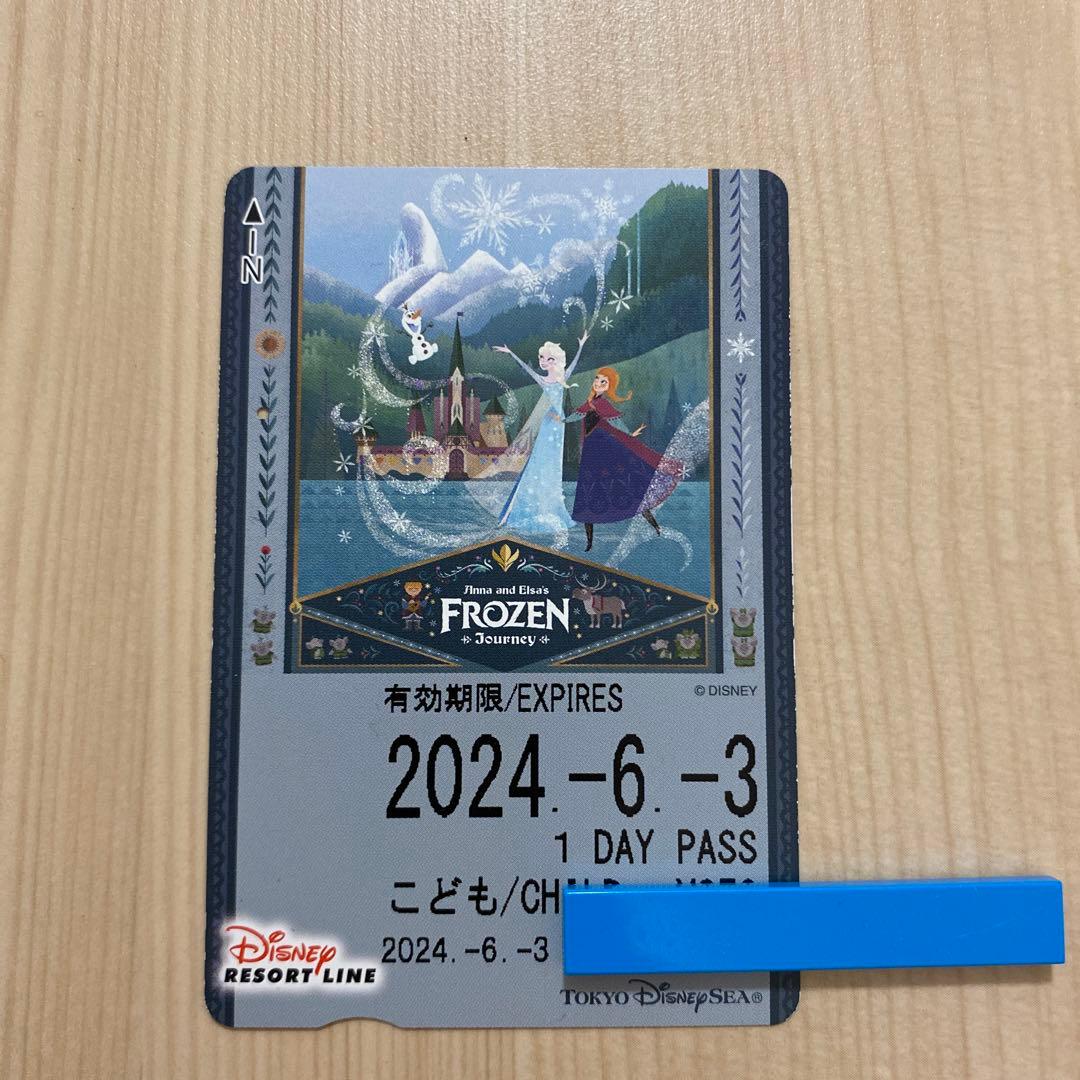 IN
Anna and Elsa's
FROZEN
Journey
© DISNEY
有効期限/EXPIRES
2024.-6.-3
1 DAY PASS
こども/CH
2024.-6.-3
Disney
RESORT LINE
TOKYO DISNEYSEA®